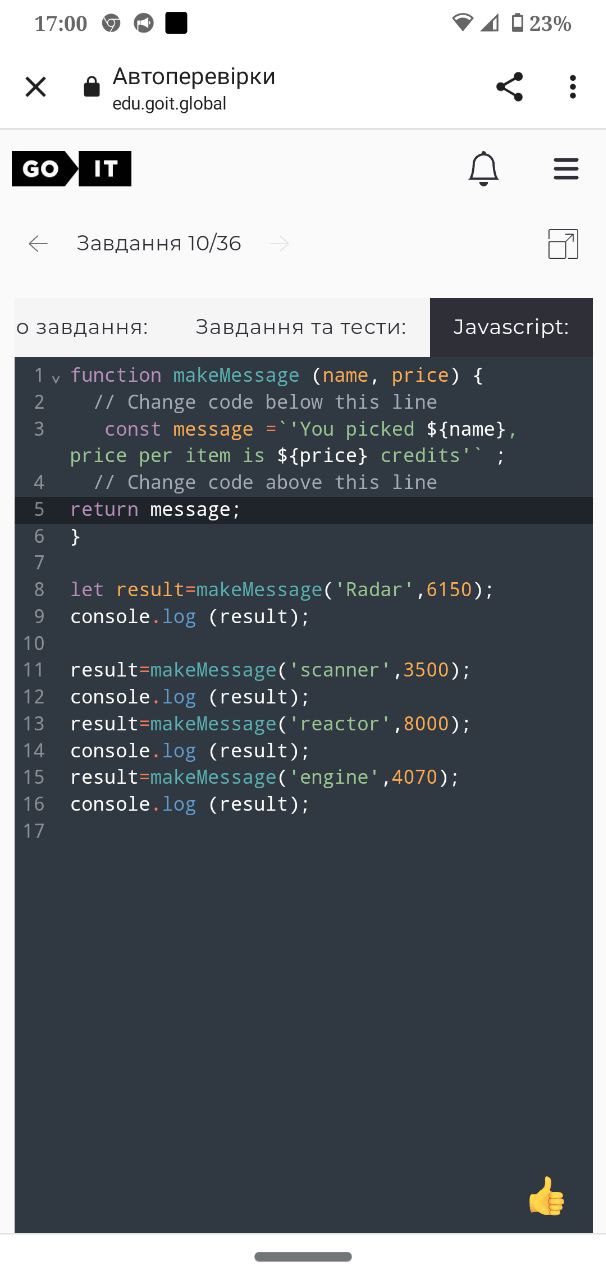 17:00 23%
Автоперевірки
edu.goit.global
GO IT
Завдання 10/36
о завдання: Завдання та тести: Javascript:
1 function makeMessage (name, price) {
2 // Change code below this line
3 const message =`'You picked ${name},
price per item is ${price} credits'` ;
4 // Change code above this line
5 return message;
6 }
7
8 let result=makeMessage('Radar',6150);
9 console.log (result);
10
11 result=makeMessage('scanner',3500);
12 console.log (result);
13 result=makeMessage('reactor',8000);
14 console.log (result);
15 result=makeMessage('engine',4070);
16 console.log (result);
17